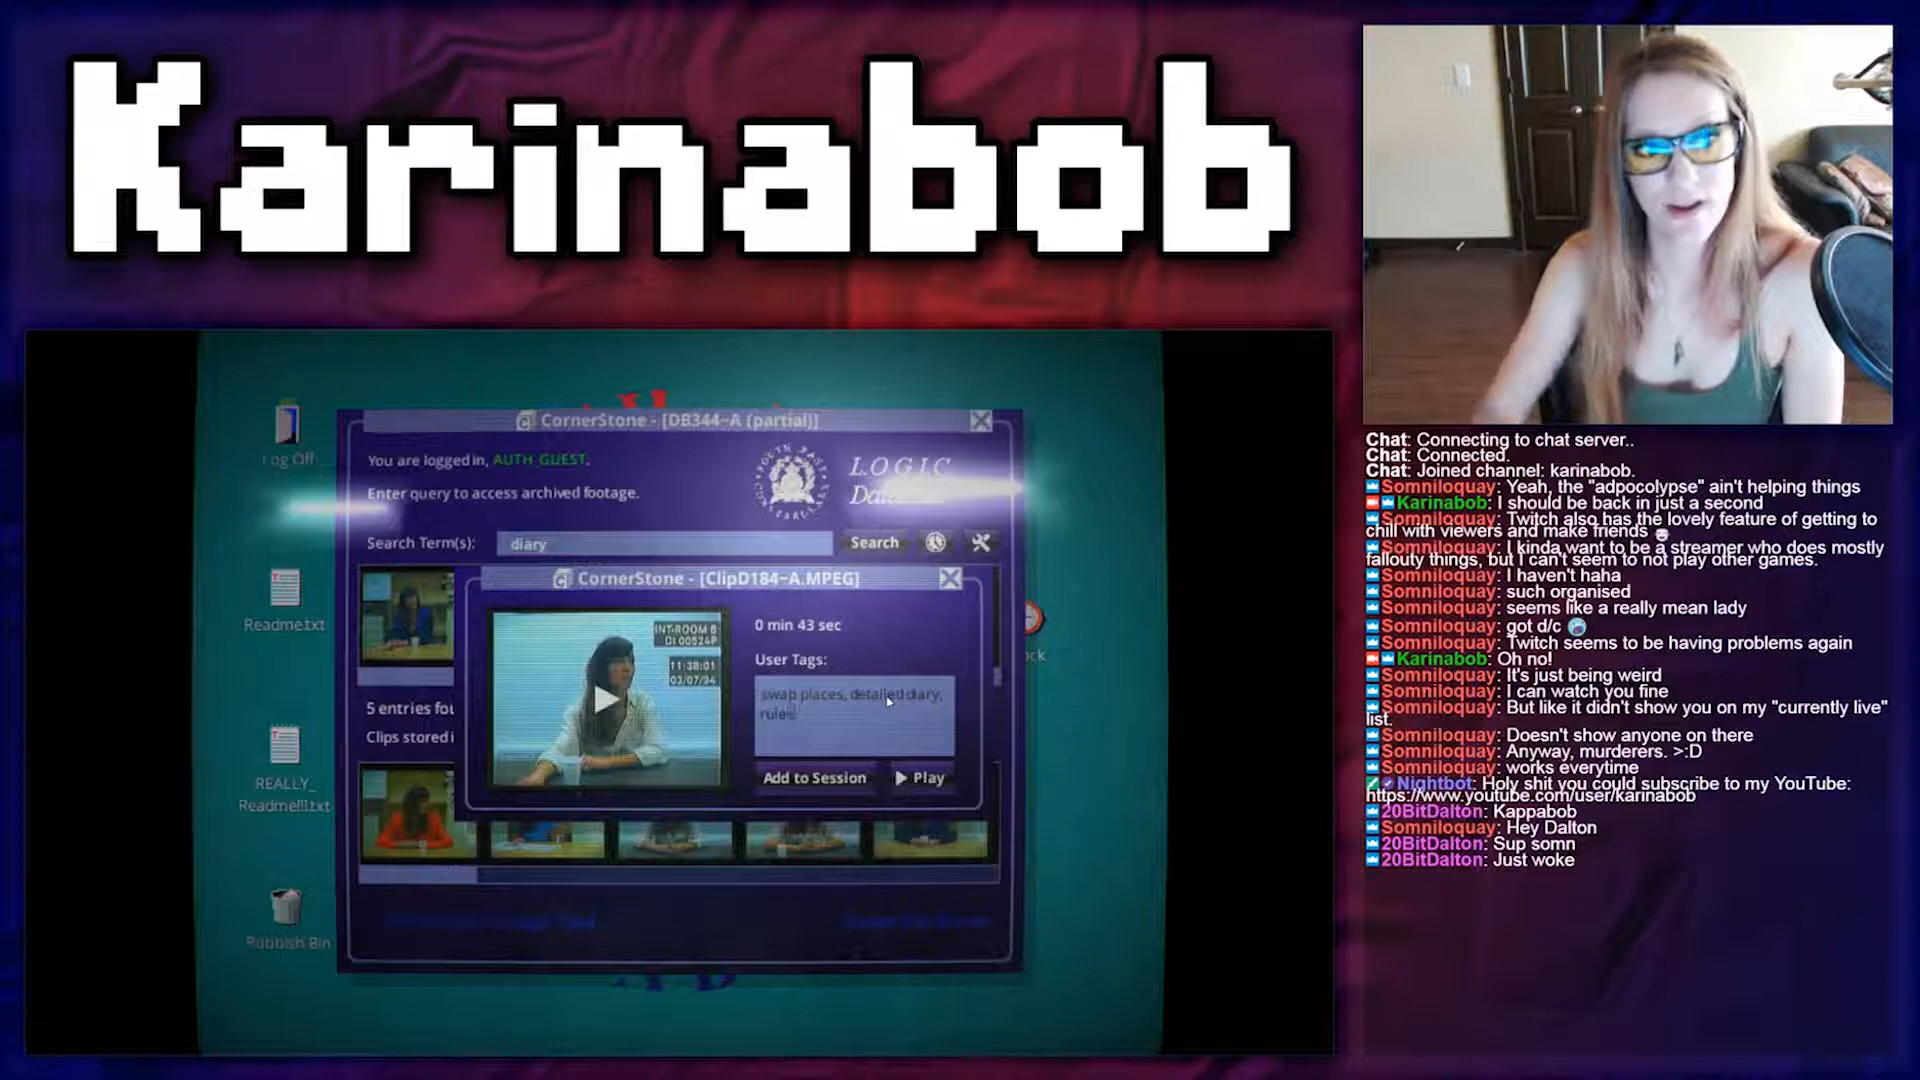 Karinabob
CornerStone - [DB344~A (partial)]
You are logged in, AUTH_GUEST.
Enter query to access archived footage.
LOGIC
Search Term(s): diary Search
CornerStone - [ClipD184~A.MPEG]
INT-ROOM B
DI 00524P
11:38:01
03/07/94
0 min 43 sec
User Tags:
swap places, detailed diary,
rules
Add to Session Play
5 entries fou
Clips stored i
Log Off
Readme.txt
REALLY_
Readme!!!.txt
Rubbish Bin
Chat: Connecting to chat server..
Chat: Connected.
Chat: Joined channel: karinabob.
Somniloquay: Yeah, the "adpocolypse" ain't helping things
Karinabob: I should be back in just a second
Somniloquay: Twitch also has the lovely feature of getting to
chill with viewers and make friends
Somniloquay: I kinda want to be a streamer who does mostly
fallouty things, but I can't seem to not play other games.
Somniloquay: I haven't haha
Somniloquay: such organised
Somniloquay: seems like a really mean lady
Somniloquay: got d/c
Somniloquay: Twitch seems to be having problems again
Karinabob: Oh no!
Somniloquay: It's just being weird
Somniloquay: I can watch you fine
Somniloquay: But like it didn't show you on my "currently live"
list.
Somniloquay: Doesn't show anyone on there
Somniloquay: Anyway, murderers. >:D
Somniloquay: works everytime
Nightbot: Holy shit you could subscribe to my YouTube:
https://www.youtube.com/user/karinabob
20BitDalton: Kappabob
Somniloquay: Hey Dalton
20BitDalton: Sup somn
20BitDalton: Just woke